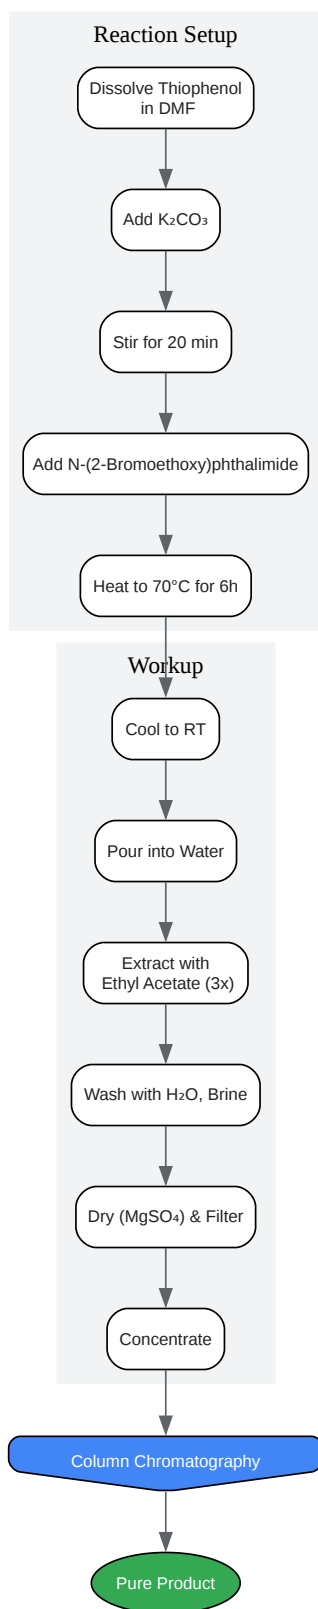 Reaction Setup
Dissolve Thiophenol
in DMF
Add K₂CO₃
Stir for 20 min
Add N-(2-Bromoethoxy)phthalimide
Heat to 70°C for 6h
Workup
Cool to RT
Pour into Water
Extract with
Ethyl Acetate (3x)
Wash with H₂O, Brine
Dry (MgSO₄) & Filter
Concentrate
Column Chromatography
Pure Product